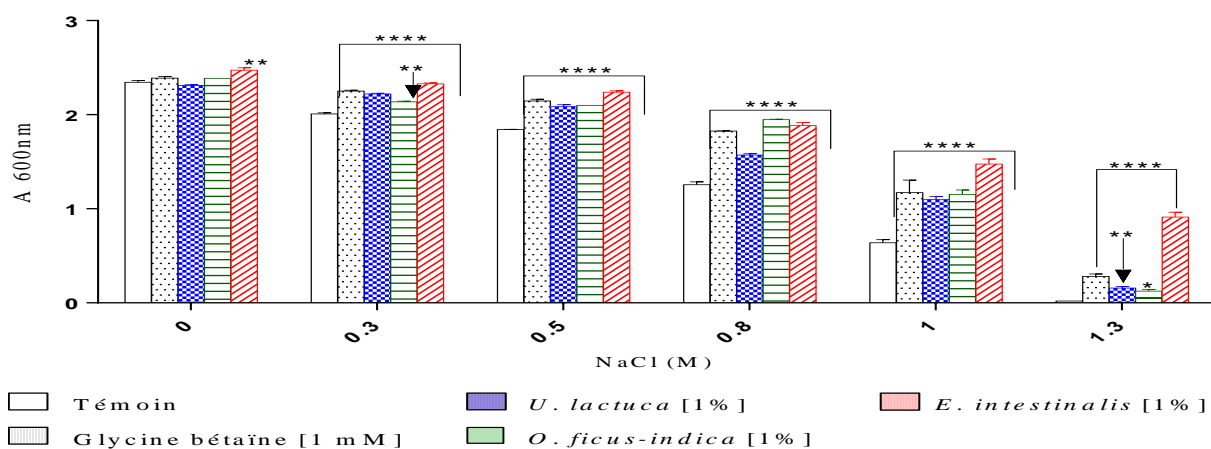 3
2
1
0
A 600nm
**
****
**
****
****
****
****
**
*
0
0.3
0.5
0.8
1
1.3
NaCl (M)
Témoin
U. lactuca [1%]
E. intestinalis [1%]
Glycine bétaïne [1 mM]
O. ficus-indica [1%]